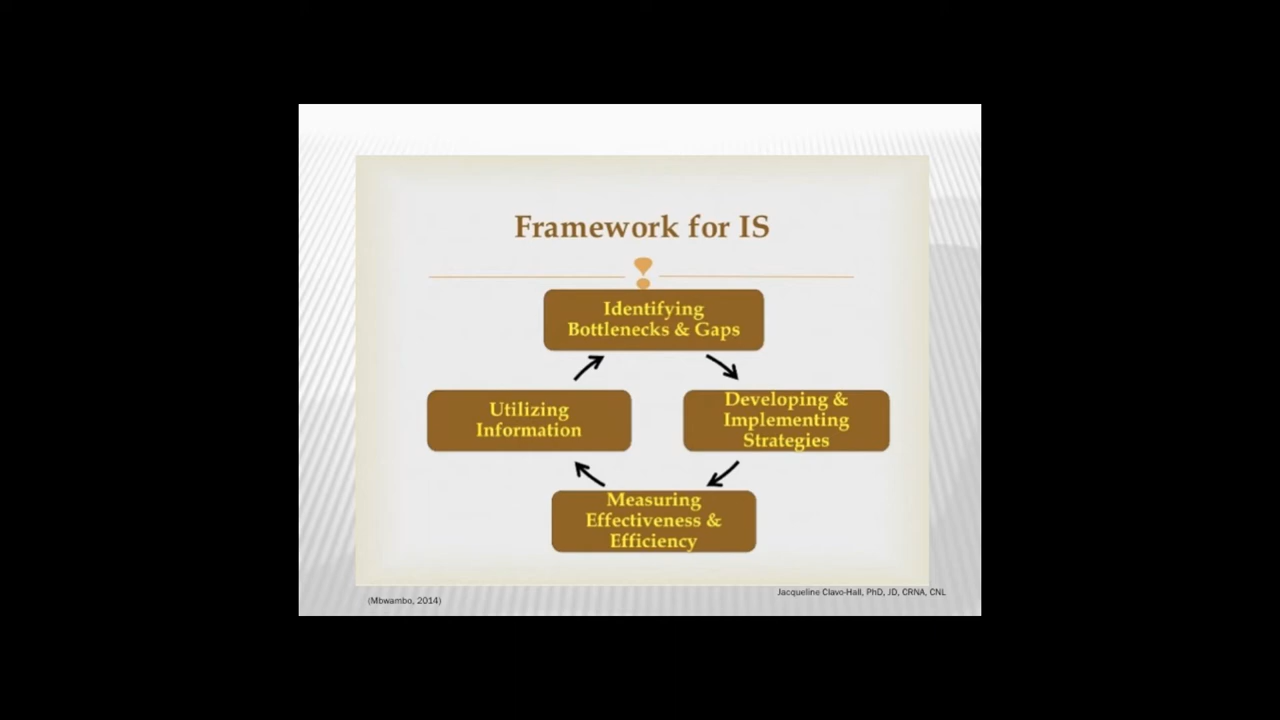 Framework for IS
Identifying
Bottlenecks & Gaps
Utilizing
Information
Developing &
Implementing
Strategies
Measuring
Effectiveness &
Efficiency
(Mbwambo, 2014)
Jacqueline Clavo-Hall, PhD, JD, CRNA, CNL